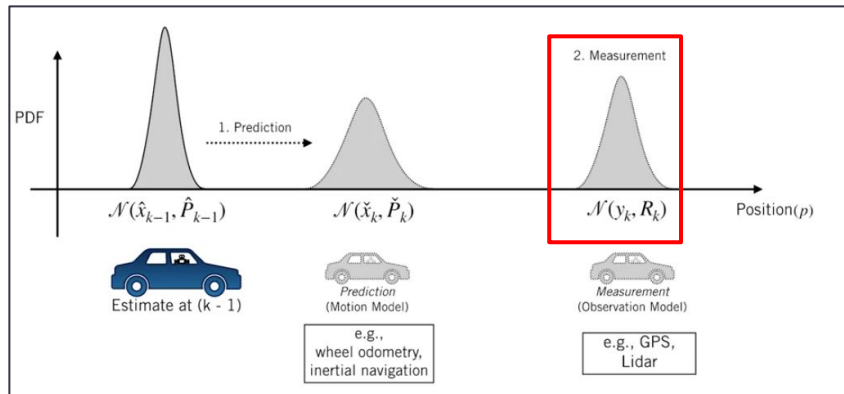 2. Measurement
PDF
1. Prediction
𝒩(x̂ₖ₋₁, P̂ₖ₋₁)
𝒩(x̌ₖ, P̌ₖ)
𝒩(yₖ, Rₖ)
Position(p)
Estimate at (k - 1)
Prediction
(Motion Model)
Measurement
(Observation Model)
e.g.,
wheel odometry,
inertial navigation
e.g., GPS,
Lidar